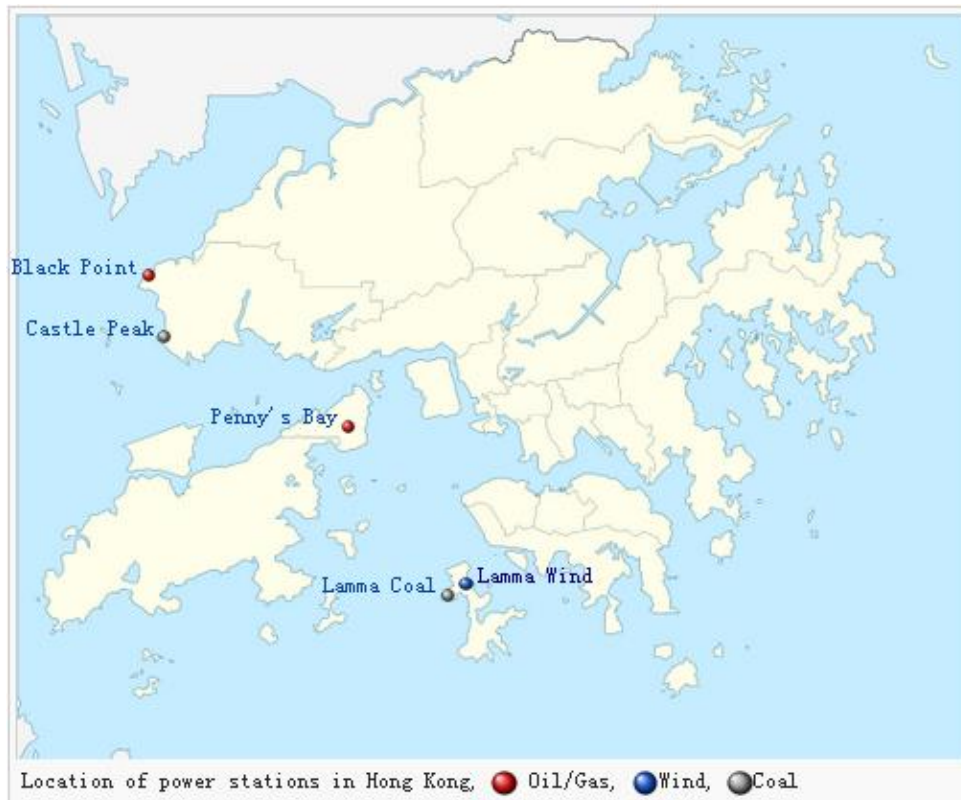 Black Point
Castle Peak
Penny's Bay
Lamma Wind
Lamma Coal
Location of power stations in Hong Kong, Oil/Gas, Wind, Coal